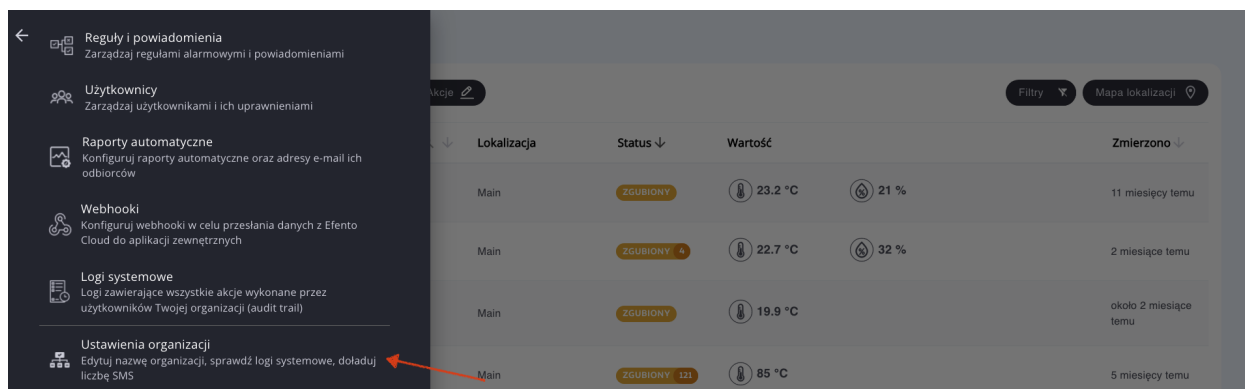 Reguły i powiadomienia
Zarządzaj regułami alarmowymi i powiadomieniami
Użytkownicy
Zarządzaj użytkownikami i ich uprawnieniami
Raporty automatyczne
Konfiguruj raporty automatyczne oraz adresy e-mail ich
odbiorców
Webhooki
Konfiguruj webhooki w celu przesłania danych z Efento
Cloud do aplikacji zewnętrznych
Logi systemowe
Logi zawierające wszystkie akcje wykonane przez
użytkowników Twojej organizacji (audit trail)
Ustawienia organizacji
Edytuj nazwę organizacji, sprawdź logi systemowe, doładuj
liczbę SMS
Akcje
Filtry
Mapa lokalizacji
Lokalizacja Status Wartość Zmierzono
Main ZGUBIONY 23.2 °C 21 % 11 miesięcy temu
Main ZGUBIONY 4 22.7 °C 32 % 2 miesiące temu
Main ZGUBIONY 19.9 °C około 2 miesiące
temu
Main ZGUBIONY 121 85 °C 5 miesięcy temu